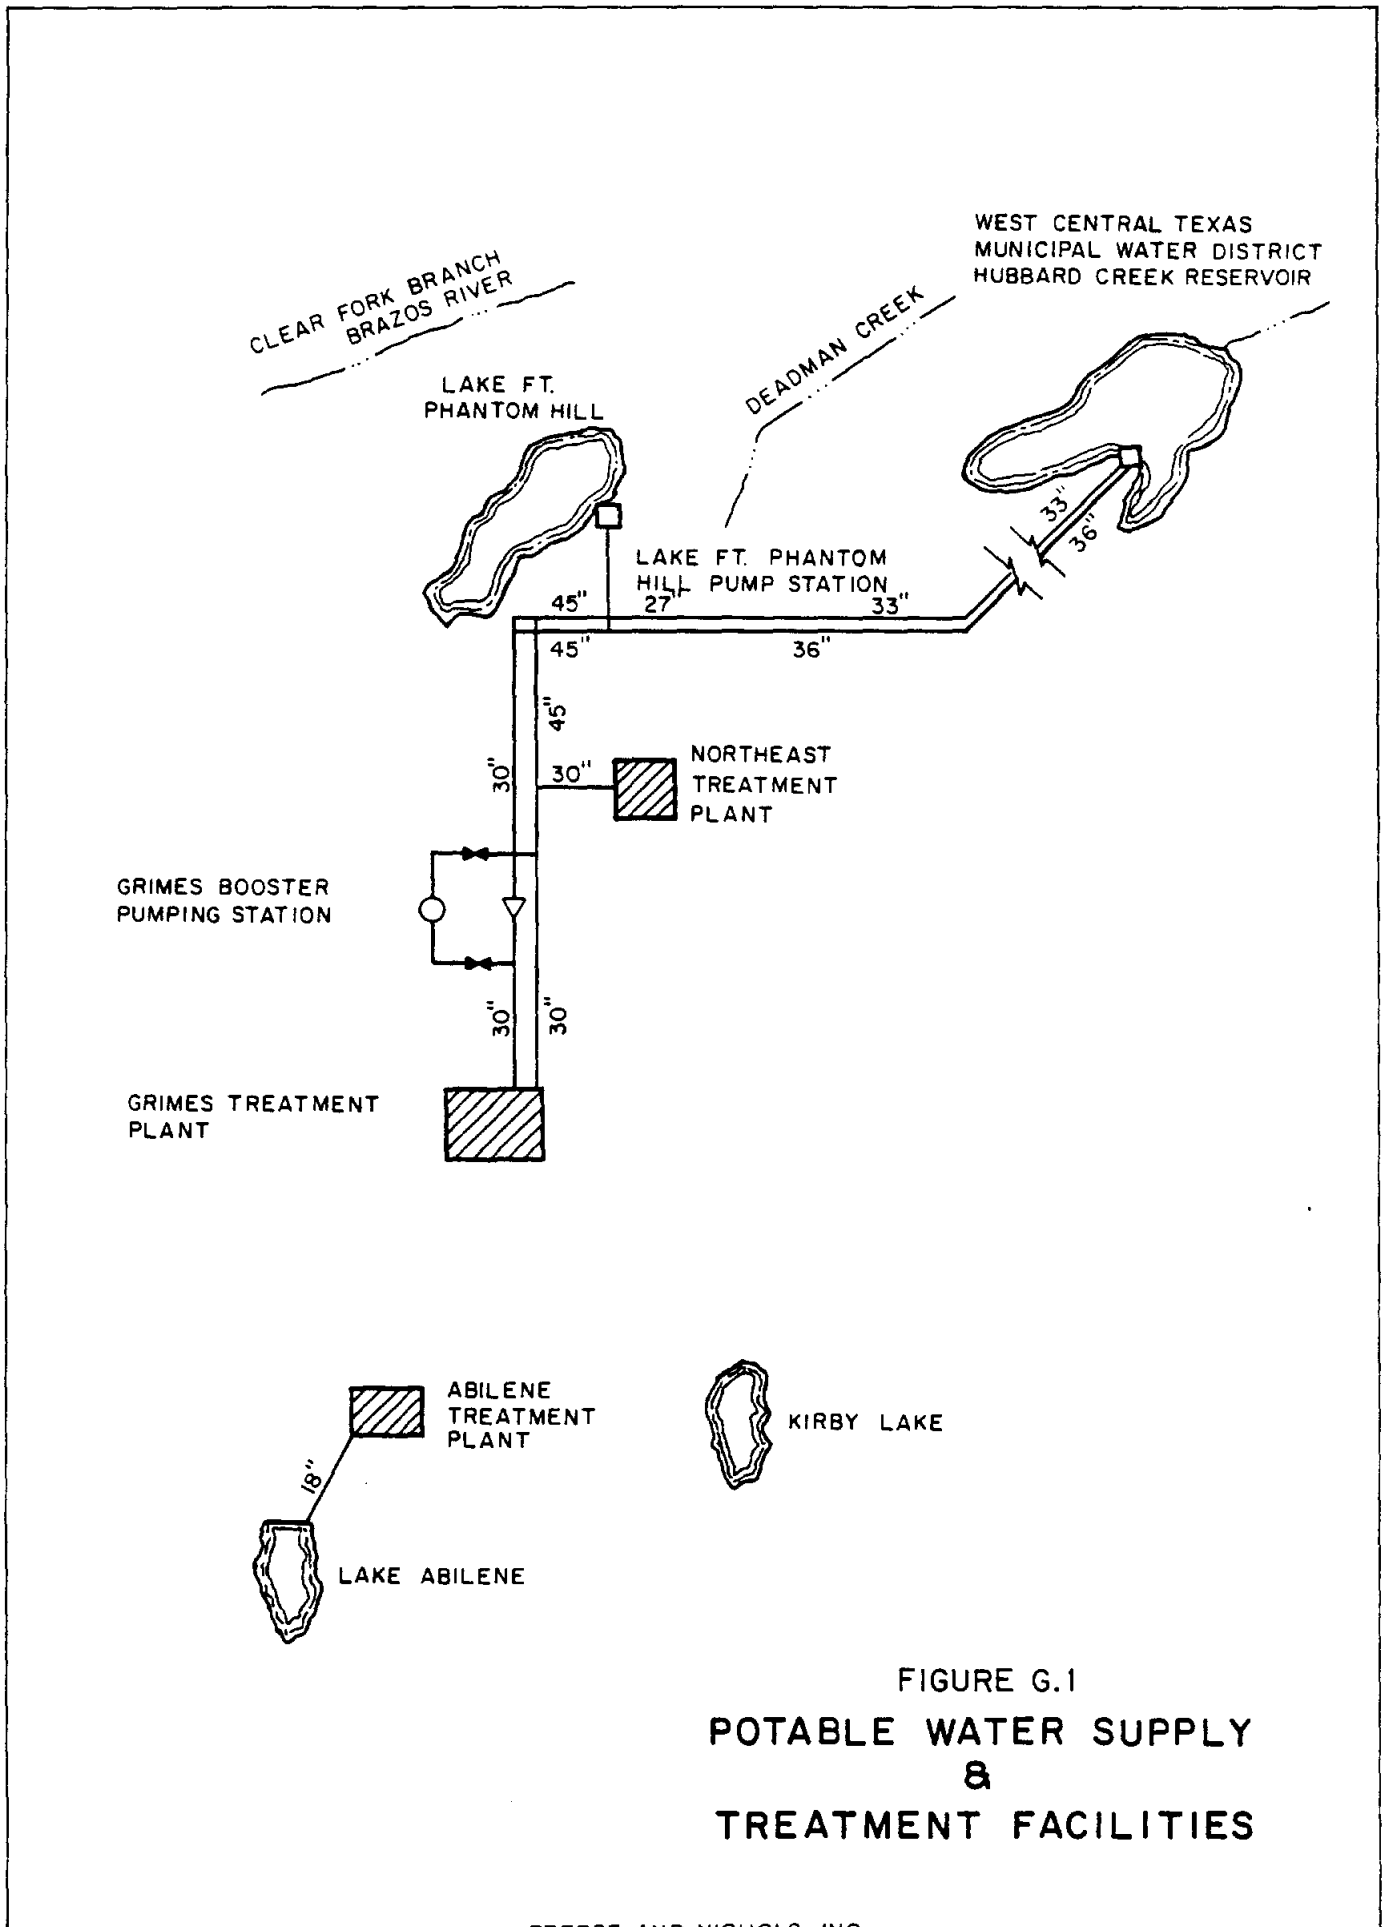 WEST CENTRAL TEXAS
MUNICIPAL WATER DISTRICT
HUBBARD CREEK RESERVOIR
CLEAR FORK BRANCH
BRAZOS RIVER
DEADMAN CREEK
LAKE FT.
PHANTOM HILL
33"
36"
LAKE FT. PHANTOM
HILL PUMP STATION
45"
27"
33"
45"
36"
45"
30"
30"
NORTHEAST
TREATMENT
PLANT
GRIMES BOOSTER
PUMPING STATION
30"
30"
GRIMES TREATMENT
PLANT
ABILENE
TREATMENT
PLANT
KIRBY LAKE
18"
LAKE ABILENE
FIGURE G.1
POTABLE WATER SUPPLY
&
TREATMENT FACILITIES